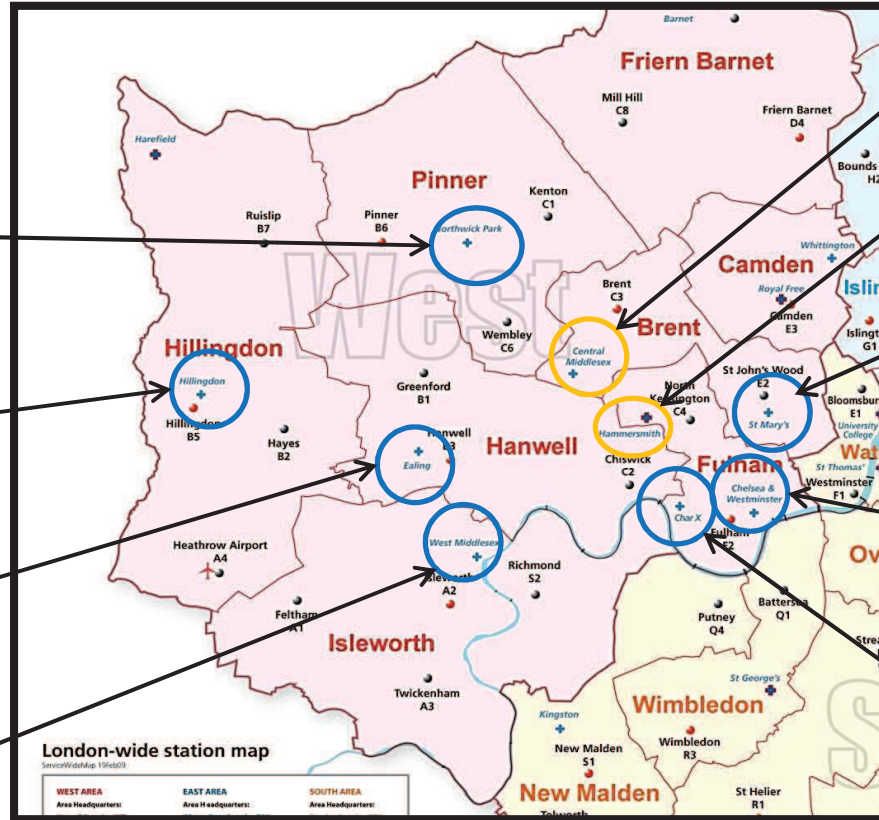 Barnet
Friern Barnet
Mill Hill
C8
Friern Barnet
D4
Harefield
Bounds
Pinner
Kenton
C1
Ruislip
B7
Pinner
B6
Northwick Park
Whittington
Camden
Royal Free
Camden
E3
West
Brent
C3
Brent
Islington
G1
Wembley
C6
Hillingdon
Central
Middlesex
St John's Wood
E2
Greenford
B1
Hillingdon
Hillingdon
B5
North
Kensington
C4
St Mary's
Bloomsbury
E1
University
College
Hayes
B2
Hanwell
Ealing
Hanwell
Hammersmith
Chiswick
C2
Fulham
St Thomas'
Westminster
F1
Chelsea &
Westminster
Char X
Fulham
West Middlesex
Heathrow Airport
A4
Isleworth
A2
Richmond
S2
Feltham
A1
Putney
Q4
Battersea
Q1
Isleworth
Twickenham
A3
St George's
Wimbledon
Kingston
Wimbledon
R3
New Malden
S1
New Malden
St Helier
R1
London-wide station map
ServiceWideMap 19Feb09
WEST AREA
Area Headquarters:
EAST AREA
Area Headquarters:
SOUTH AREA
Area Headquarters: